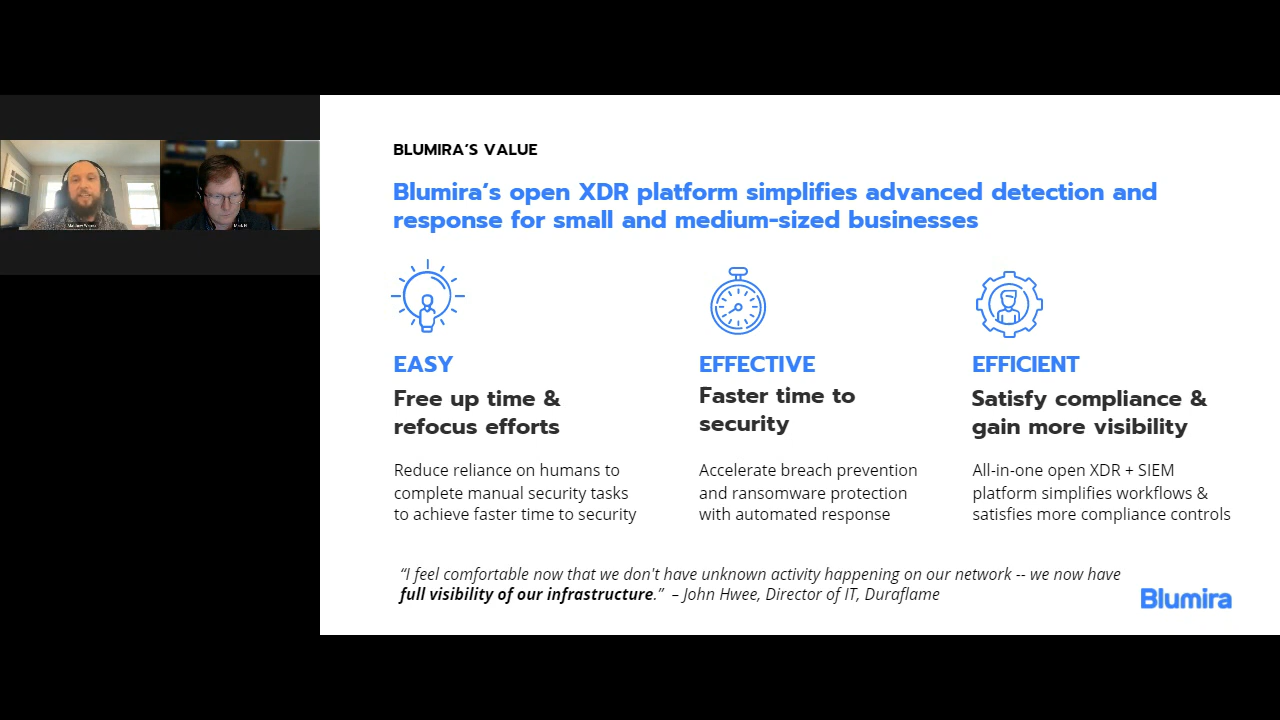 BLUMIRA’S VALUE
Blumira’s open XDR platform simplifies advanced detection and
response for small and medium-sized businesses
EASY
Free up time &
refocus efforts
Reduce reliance on humans to
complete manual security tasks
to achieve faster time to security
EFFECTIVE
Faster time to
security
Accelerate breach prevention
and ransomware protection
with automated response
EFFICIENT
Satisfy compliance &
gain more visibility
All-in-one open XDR + SIEM
platform simplifies workflows &
satisfies more compliance controls
“I feel comfortable now that we don't have unknown activity happening on our network -- we now have
full visibility of our infrastructure.” – John Hwee, Director of IT, Duraflame
Blumira